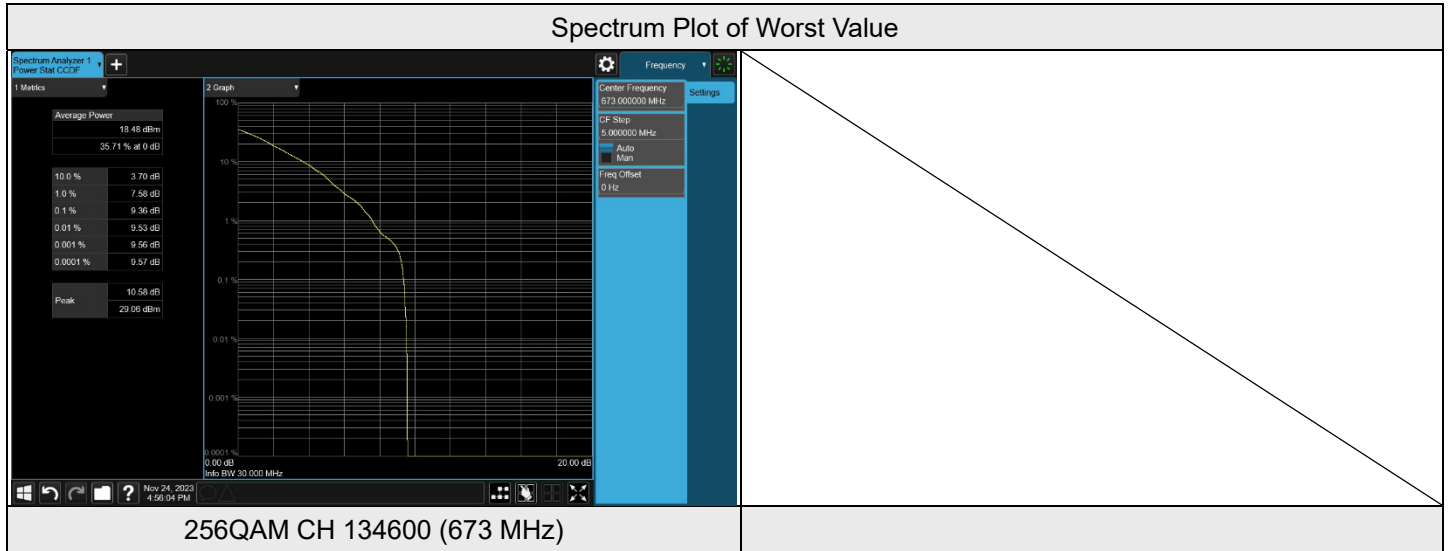 Spectrum Plot of Worst Value
Spectrum Analyzer 1
Power Stat CCDF
Frequency
1 Metrics
2 Graph
Average Power
18.48 dBm
35.71 % at 0 dB
10.0 % 3.70 dB
1.0 % 7.58 dB
0.1 % 9.36 dB
0.01 % 9.53 dB
0.001 % 9.56 dB
0.0001 % 9.57 dB
Peak
10.58 dB
29.06 dBm
100 %
10 %
1 %
0.1 %
0.01 %
0.001 %
0.0001 %
0.00 dB
20.00 dB
Info BW 30.000 MHz
Center Frequency
673.000000 MHz
Settings
CF Step
5.000000 MHz
Auto
Man
Freq Offset
0 Hz
?
Nov 24, 2023
4:56:04 PM
256QAM CH 134600 (673 MHz)